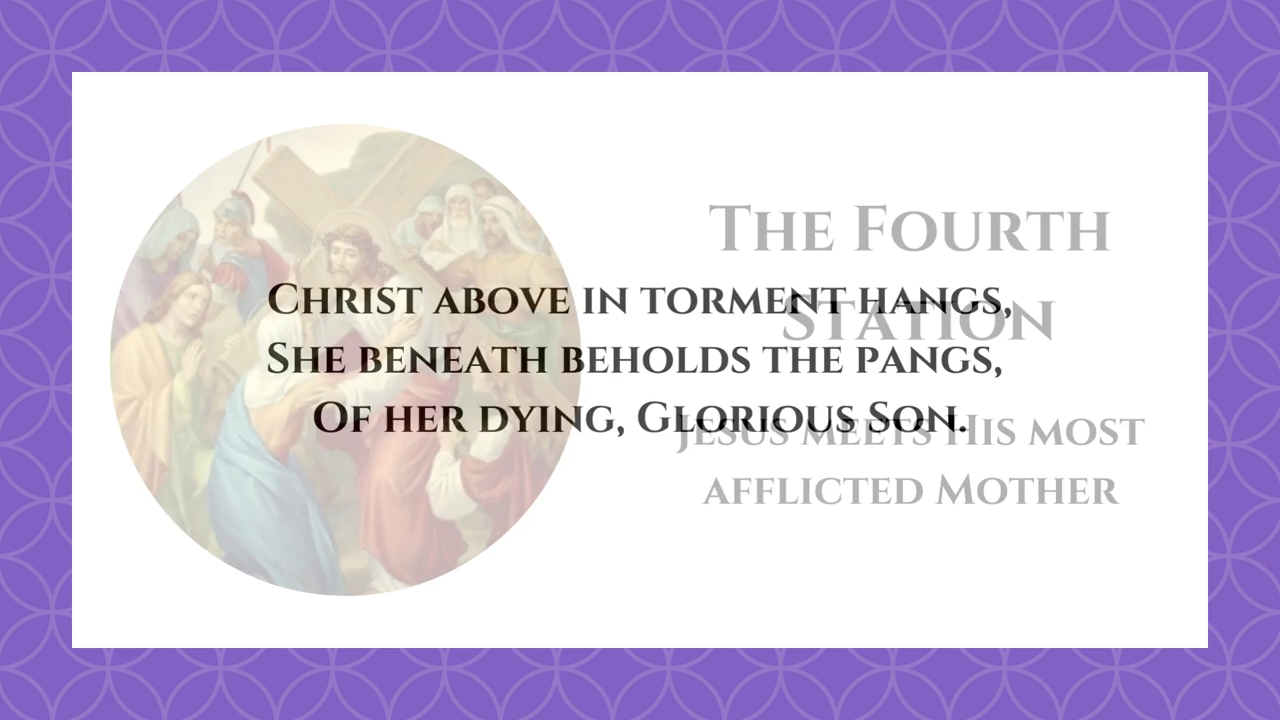 The Fourth
Station
Jesus meets His most
afflicted Mother
Christ above in torment hangs,
She beneath beholds the pangs,
Of her dying, Glorious Son.